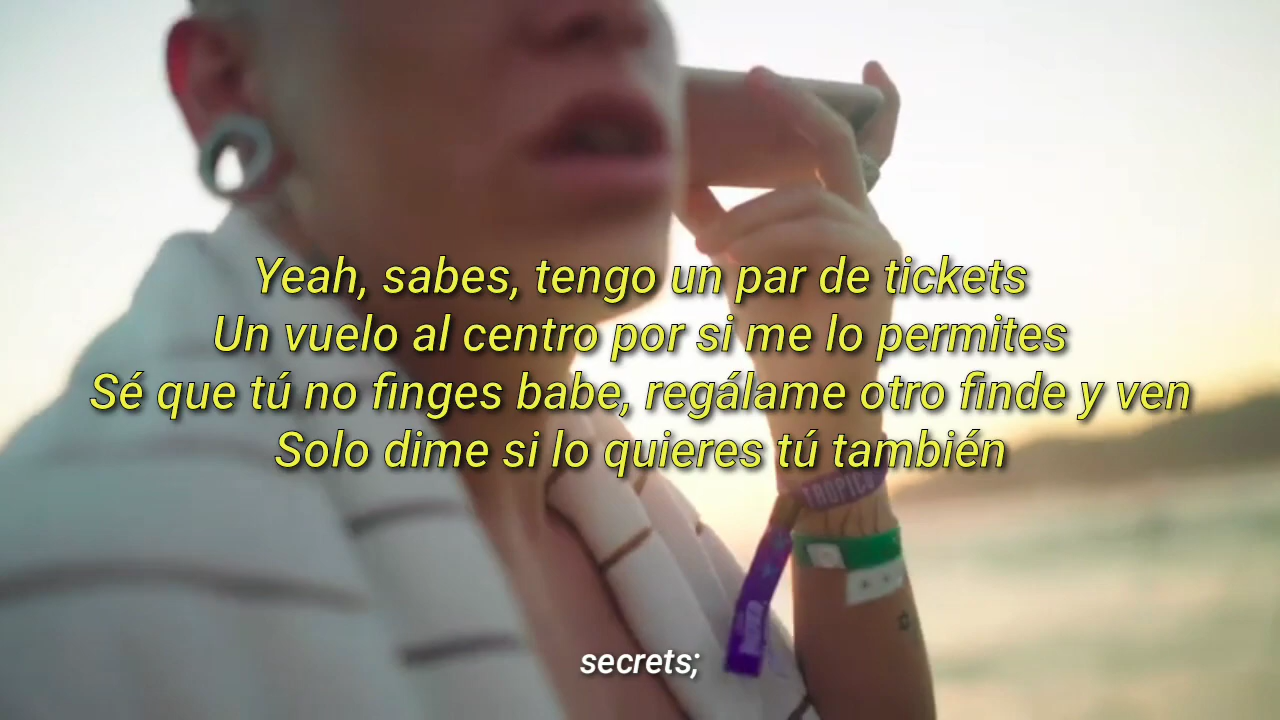 Yeah, sabes, tengo un par de tickets
Un vuelo al centro por si me lo permites
Sé que tú no finges babe, regálame otro finde y ven
Solo dime si lo quieres tú también
TROPICO
secrets;